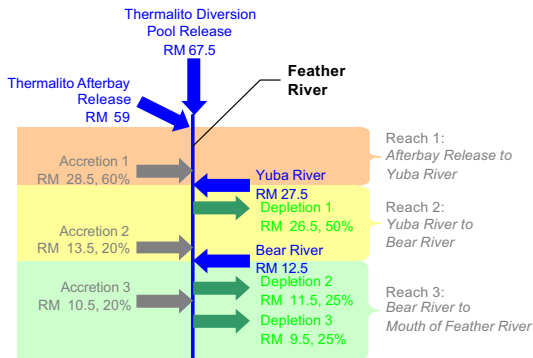 Thermalito Diversion
Pool Release
RM 67.5
Thermalito Afterbay
Release
RM 59
Feather
River
Accretion 1
RM 28.5, 60%
Yuba River
RM 27.5
Depletion 1
RM 26.5, 50%
Accretion 2
RM 13.5, 20%
Bear River
RM 12.5
Accretion 3
RM 10.5, 20%
Depletion 2
RM 11.5, 25%
Depletion 3
RM 9.5, 25%
Reach 1:
Afterbay Release to
Yuba River
Reach 2:
Yuba River to
Bear River
Reach 3:
Bear River to
Mouth of Feather River